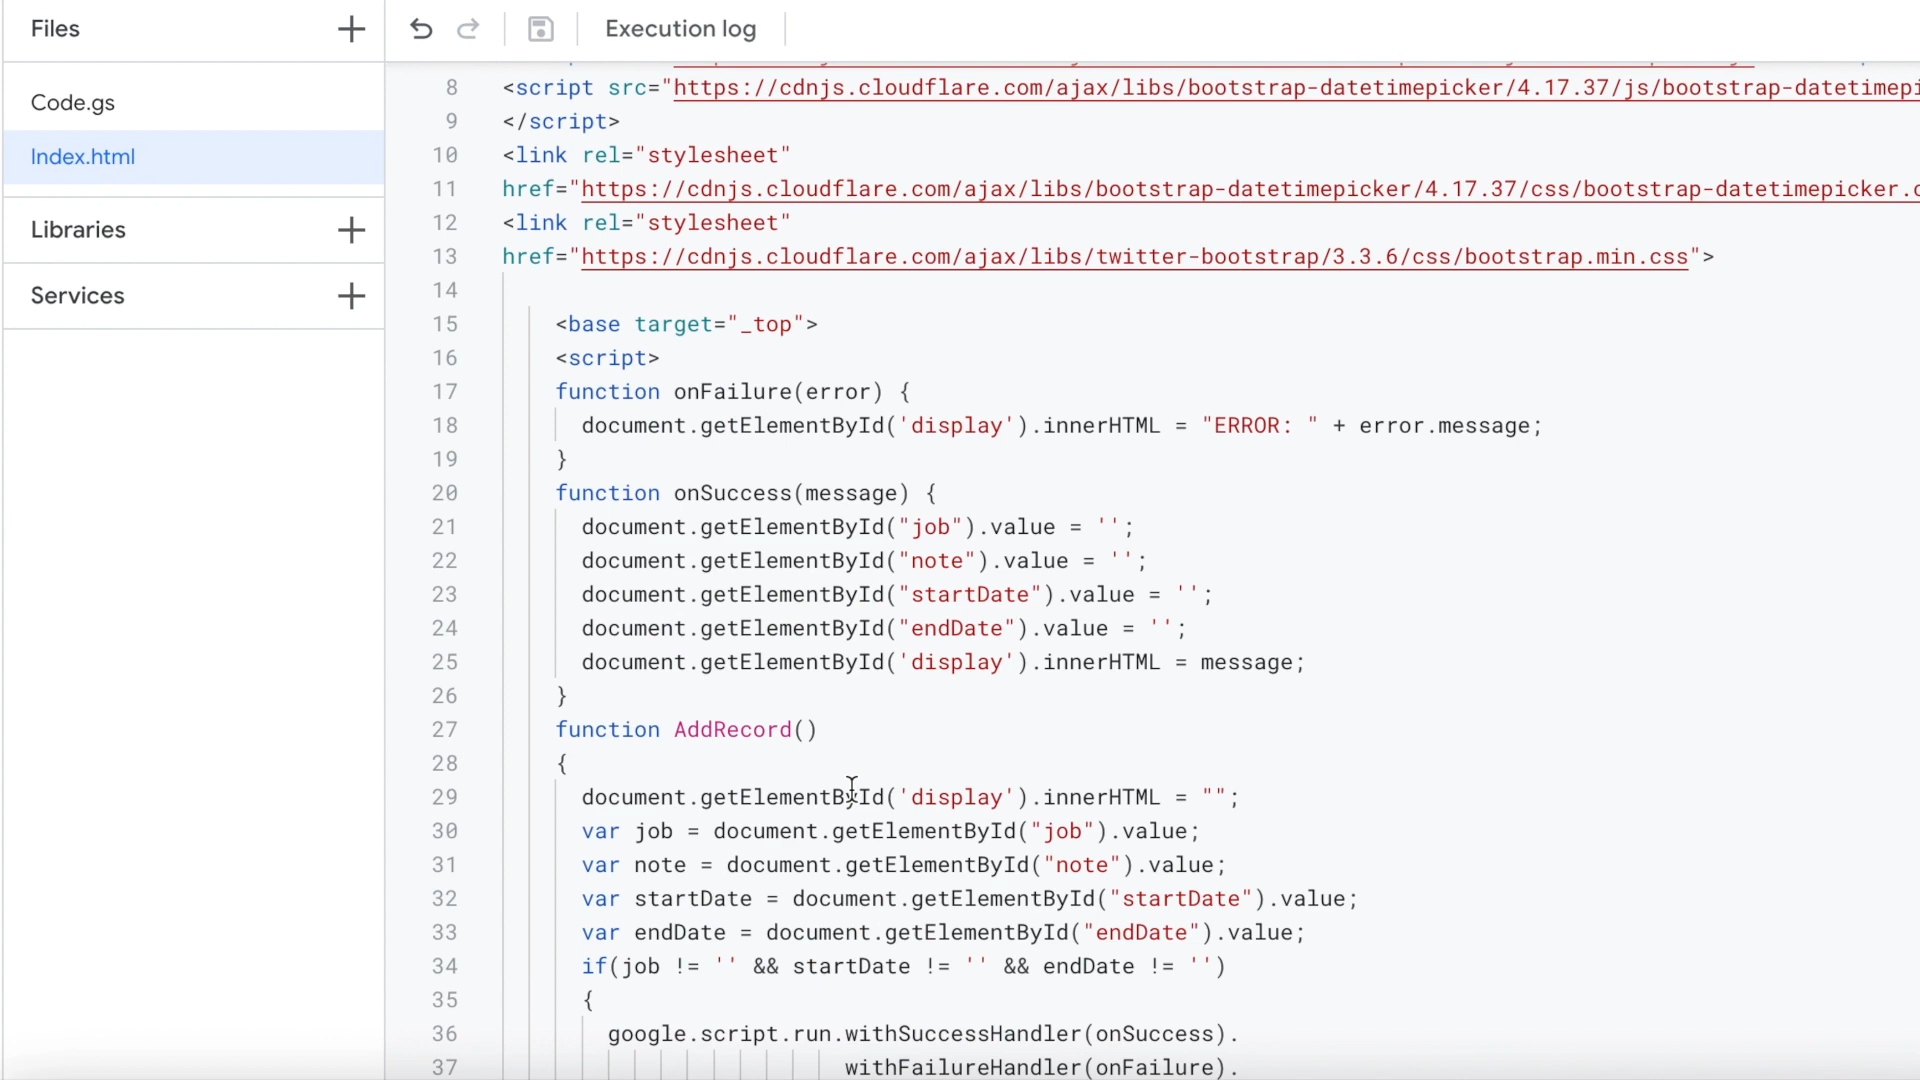 Files
Execution log
Code.gs
Index.html
Libraries
Services
8 <script src="https://cdnjs.cloudflare.com/ajax/libs/bootstrap-datetimepicker/4.17.37/js/bootstrap-datetimepi
9 </script>
10 <link rel="stylesheet"
11 href="https://cdnjs.cloudflare.com/ajax/libs/bootstrap-datetimepicker/4.17.37/css/bootstrap-datetimepicker.c
12 <link rel="stylesheet"
13 href="https://cdnjs.cloudflare.com/ajax/libs/twitter-bootstrap/3.3.6/css/bootstrap.min.css">
14
15 <base target="_top">
16 <script>
17 function onFailure(error) {
18 document.getElementById('display').innerHTML = "ERROR: " + error.message;
19 }
20 function onSuccess(message) {
21 document.getElementById("job").value = '';
22 document.getElementById("note").value = '';
23 document.getElementById("startDate").value = '';
24 document.getElementById("endDate").value = '';
25 document.getElementById('display').innerHTML = message;
26 }
27 function AddRecord()
28 {
29 document.getElementById('display').innerHTML = "";
30 var job = document.getElementById("job").value;
31 var note = document.getElementById("note").value;
32 var startDate = document.getElementById("startDate").value;
33 var endDate = document.getElementById("endDate").value;
34 if(job != '' && startDate != '' && endDate != '')
35 {
36 google.script.run.withSuccessHandler(onSuccess).
37 withFailureHandler(onFailure).